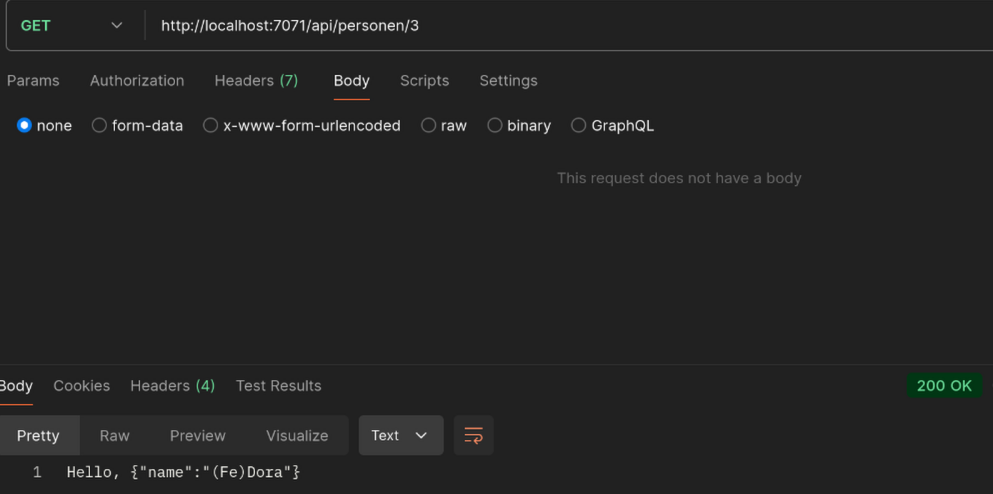 GET http://localhost:7071/api/personen/3
Params Authorization Headers (7) Body Scripts Settings
none form-data x-www-form-urlencoded raw binary GraphQL
This request does not have a body
Body Cookies Headers (4) Test Results 200 OK
Pretty Raw Preview Visualize Text
1 Hello, {"name":"(Fe)Dora"}